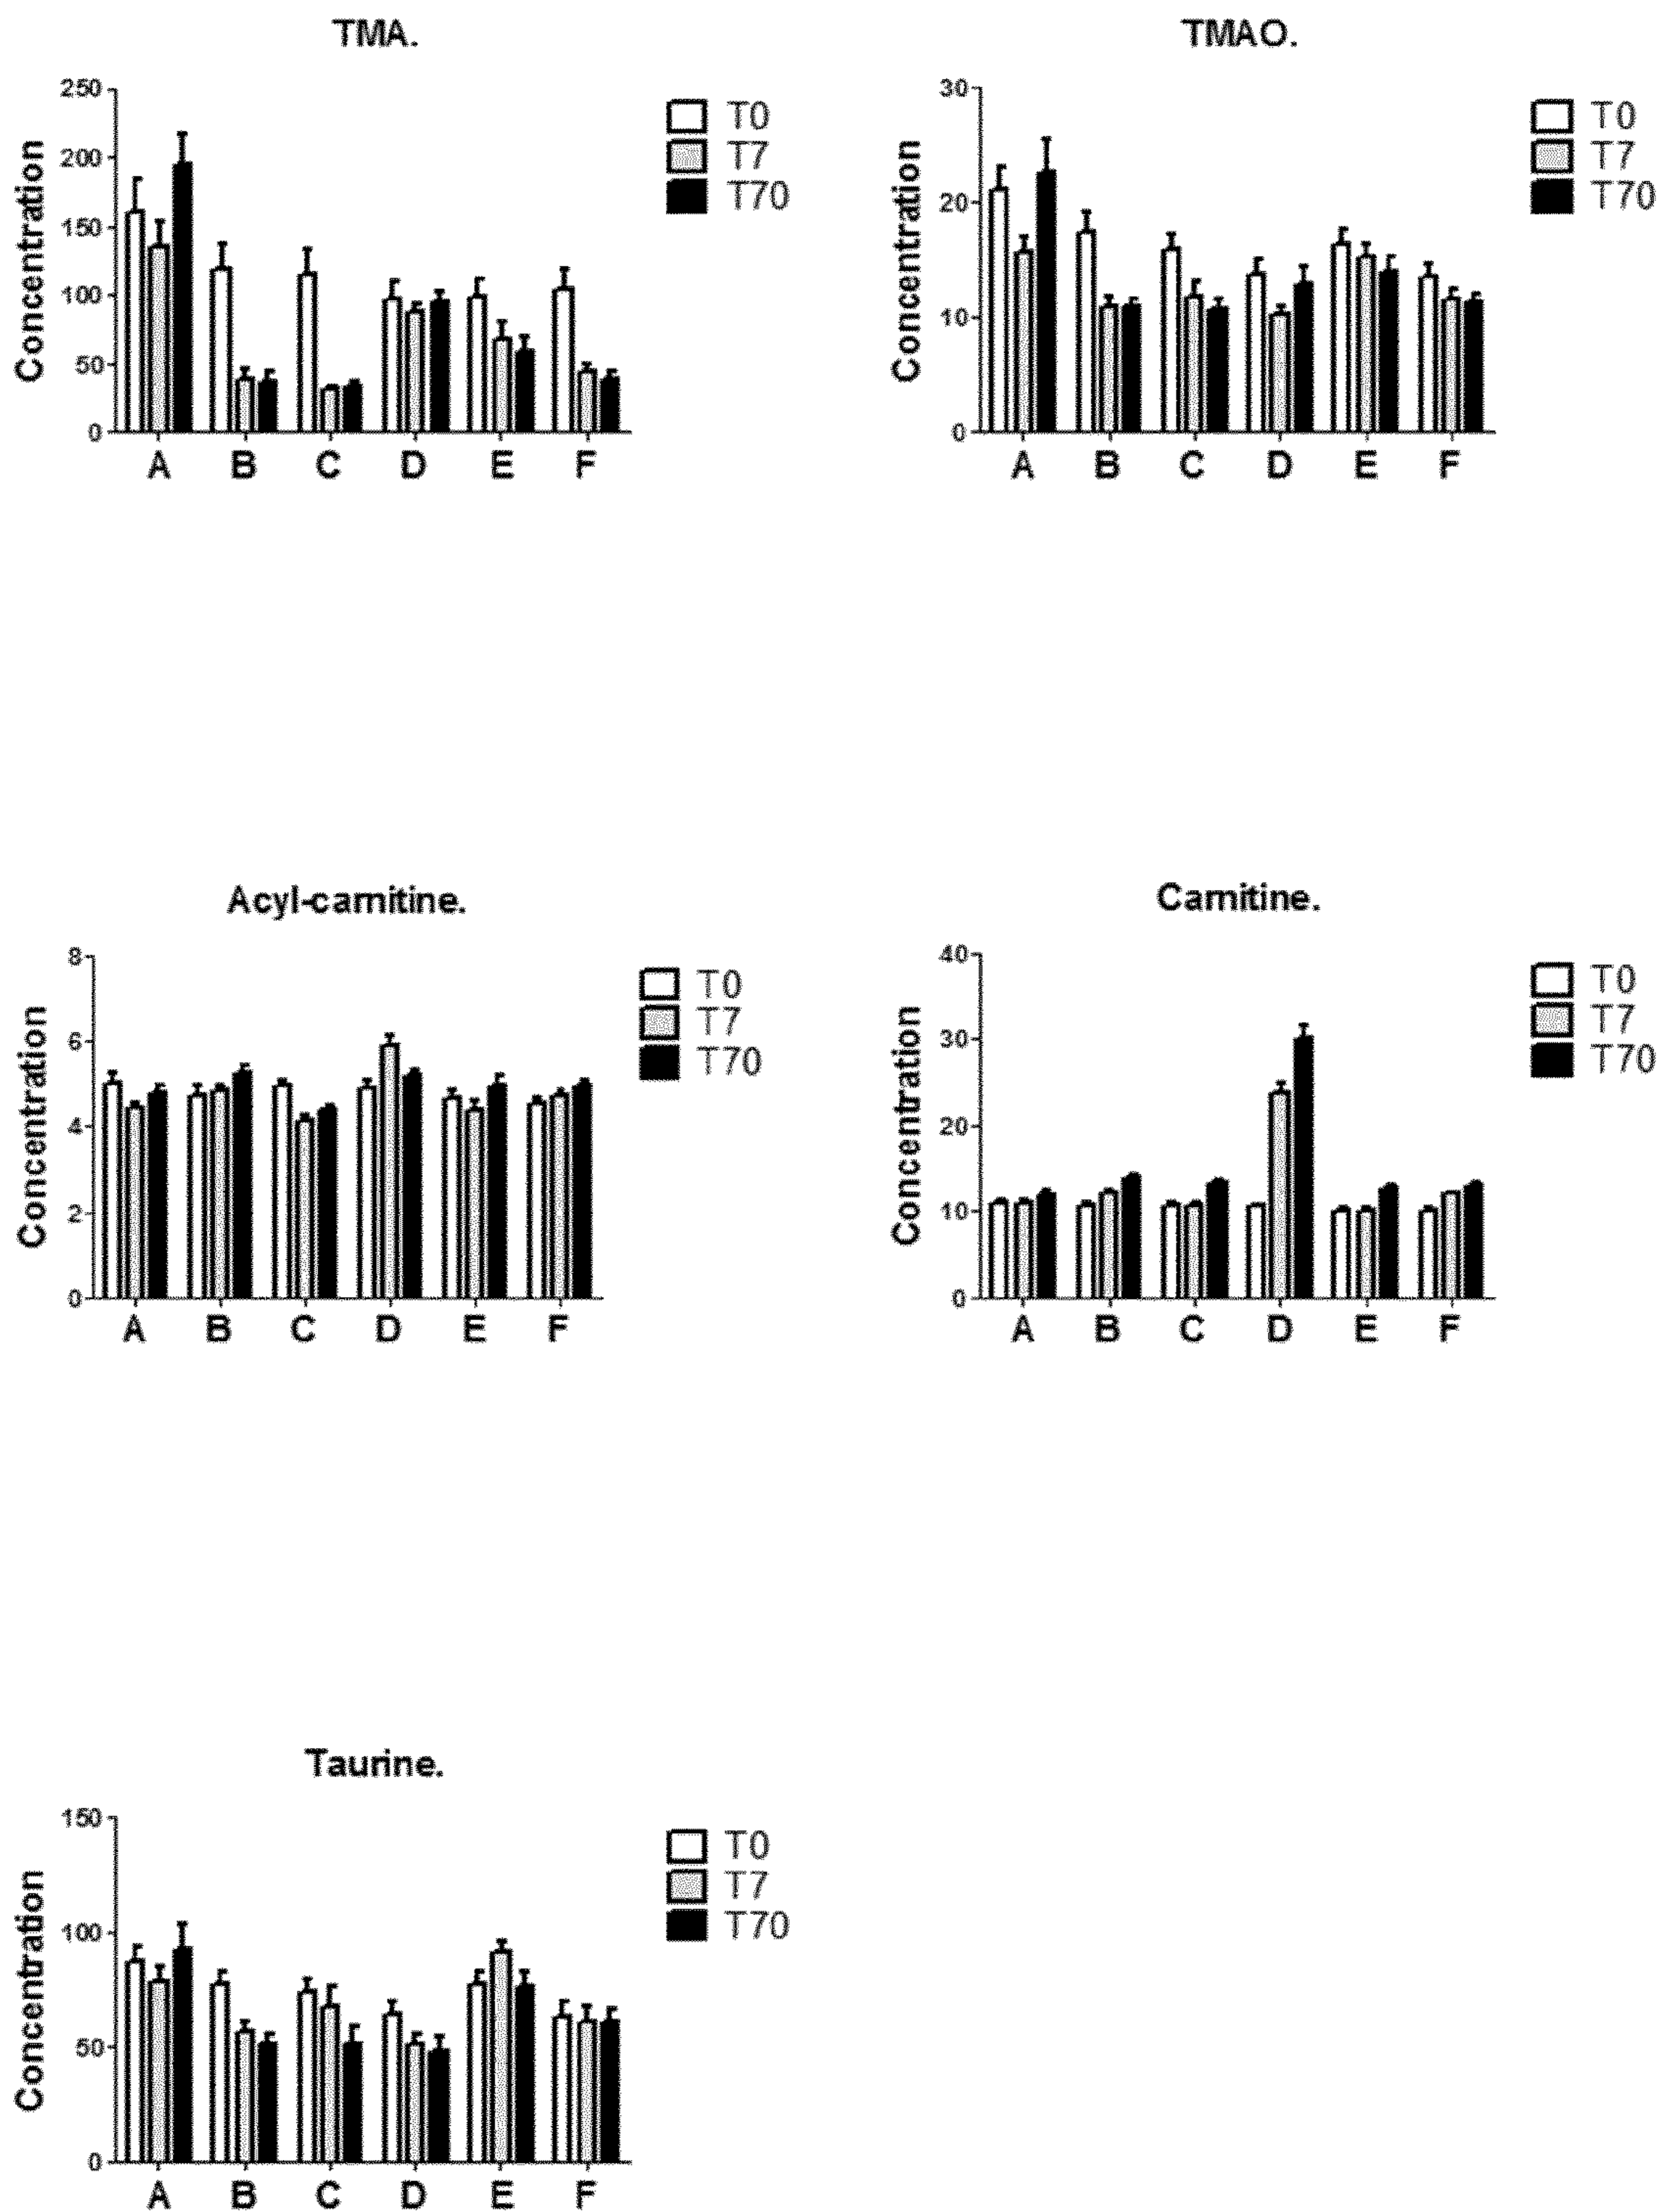 TMA.
250
200
150
100
50
0
Concentration
A B C D E F
T0
T7
T70
TMAO.
30
20
10
0
Concentration
A B C D E F
T0
T7
T70
Acyl-carnitine.
8
6
4
2
0
Concentration
A B C D E F
T0
T7
T70
Carnitine.
40
30
20
10
0
Concentration
A B C D E F
T0
T7
T70
Taurine.
150
100
50
0
Concentration
A B C D E F
T0
T7
T70